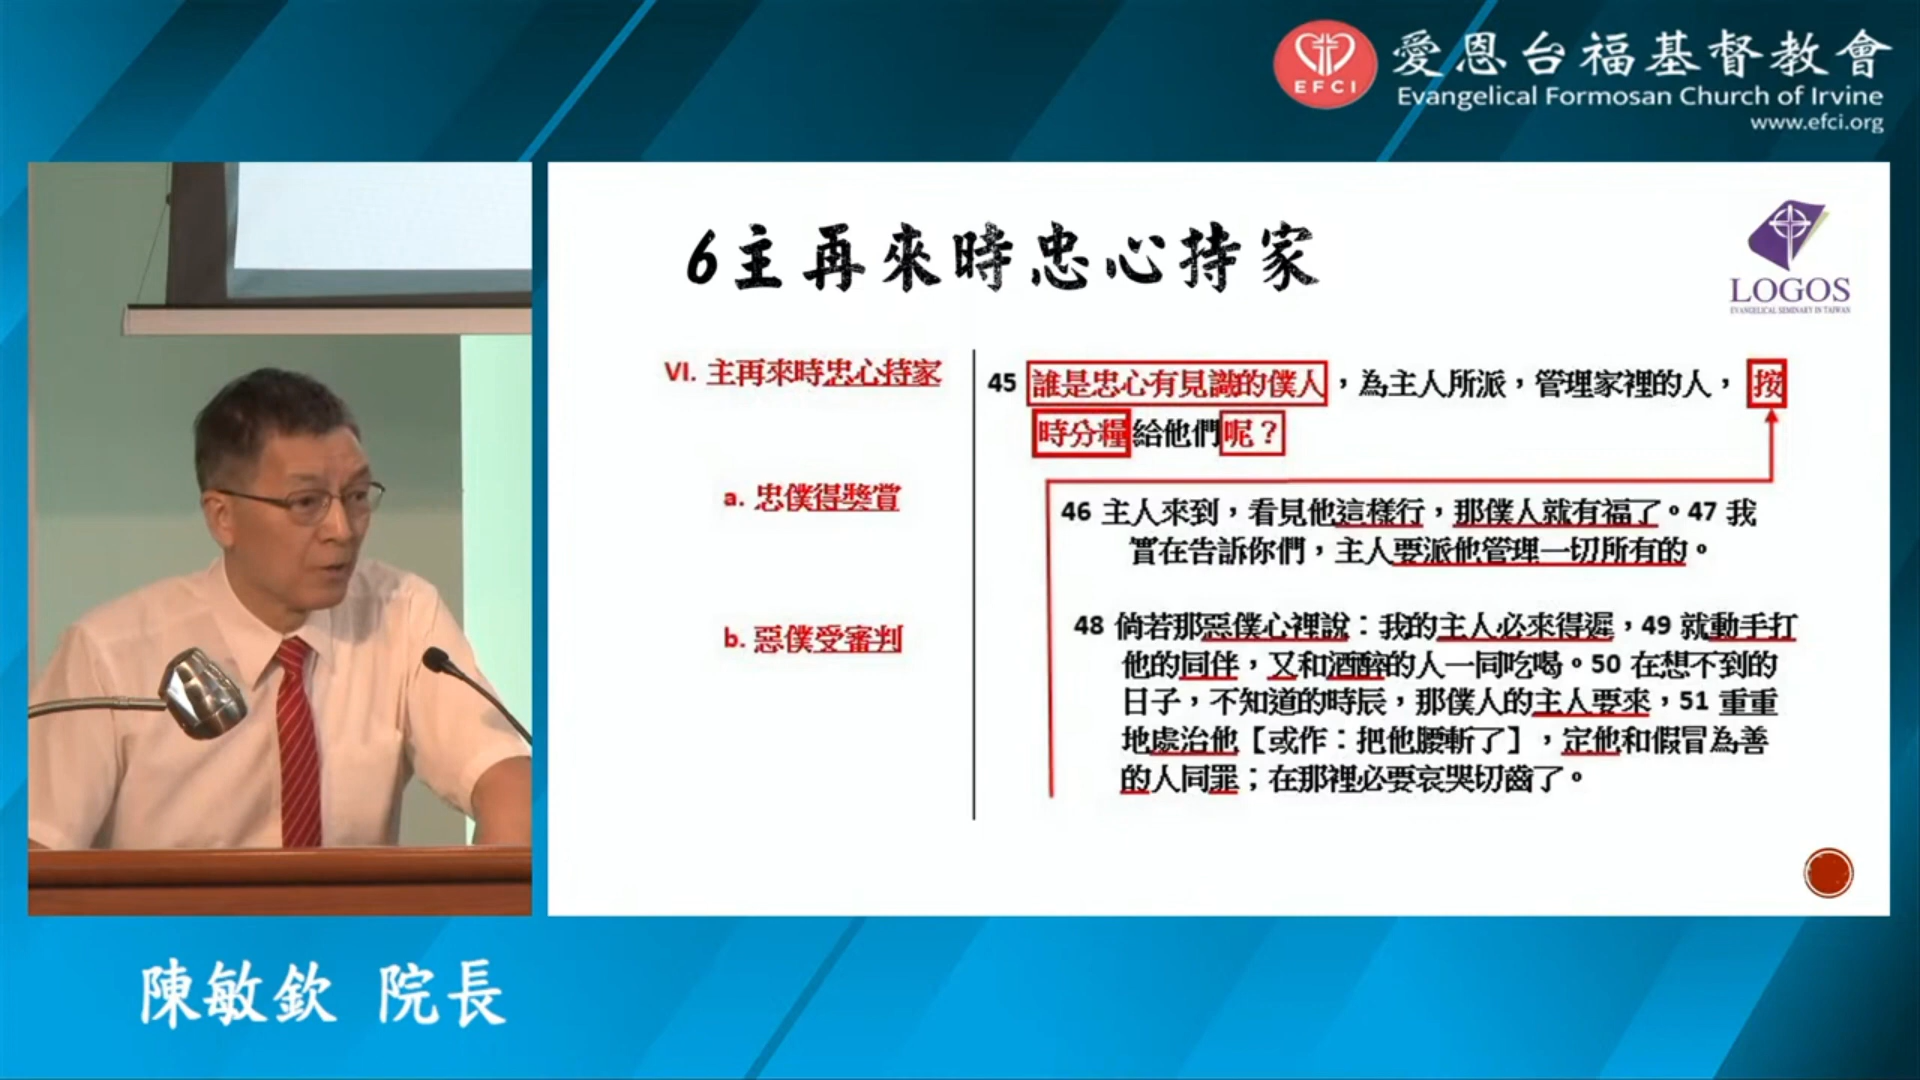 愛恩台福基督教會
EFCI
Evangelical Formosan Church of Irvine
www.efci.org
6主再來時忠心持家
LOGOS
EVANGELICAL SEMINARY IN TAIWAN
VI. 主再來時忠心持家
a. 忠僕得獎賞
b. 惡僕受審判
45 誰是忠心有見識的僕人，為主人所派，管理家裡的人，按
時分糧給他們呢？
46 主人來到，看見他這樣行，那僕人就有福了。47 我
實在告訴你們，主人要派他管理一切所有的。
48 倘若那惡僕心裡說：我的主人必來得遲，49 就動手打
他的同伴，又和酒醉的人一同吃喝。50 在想不到的
日子，不知道的時辰，那僕人的主人要來，51 重重
地處治他［或作：把他腰斬了］，定他和假冒為善
的人同罪；在那裡必要哀哭切齒了。
陳敏欽 院長